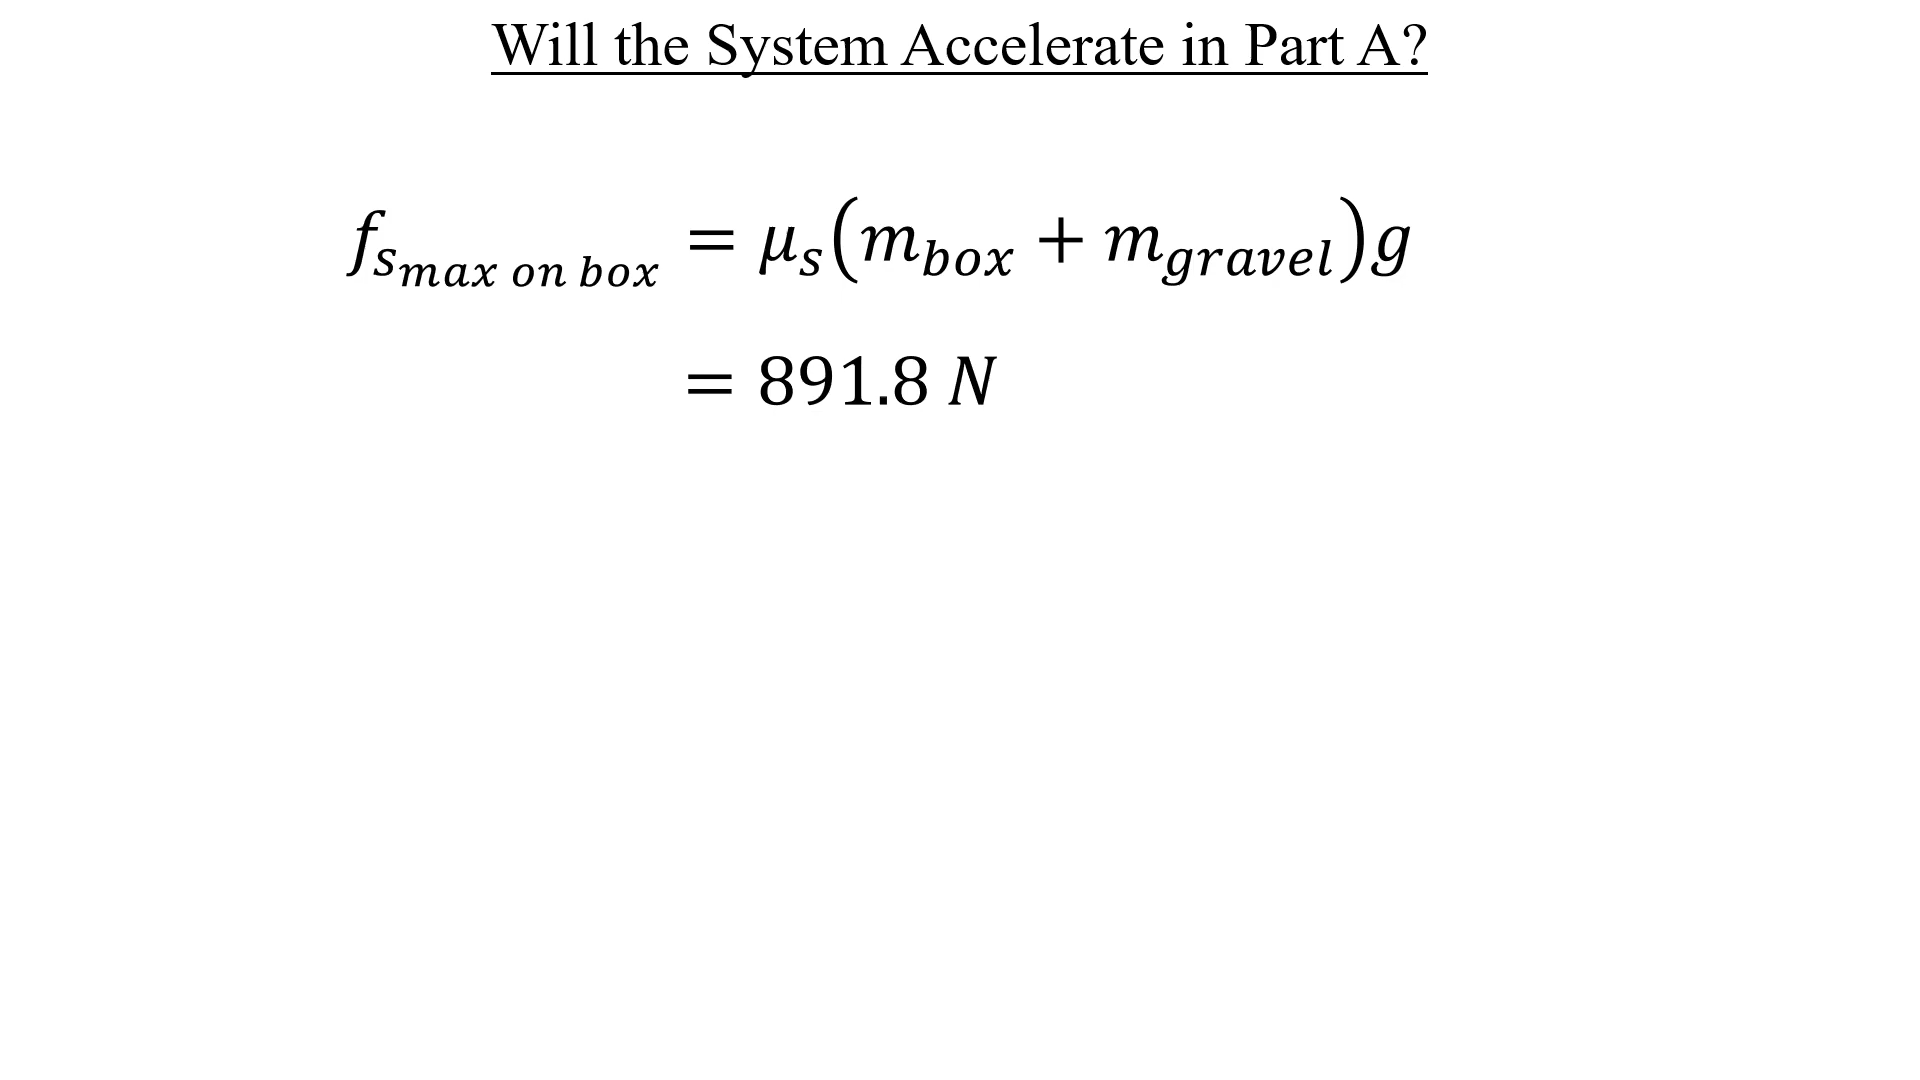 Will the System Accelerate in Part A?
f_{s_{max on box}} = μ_s(m_{box} + m_{gravel})g
= 891.8 N